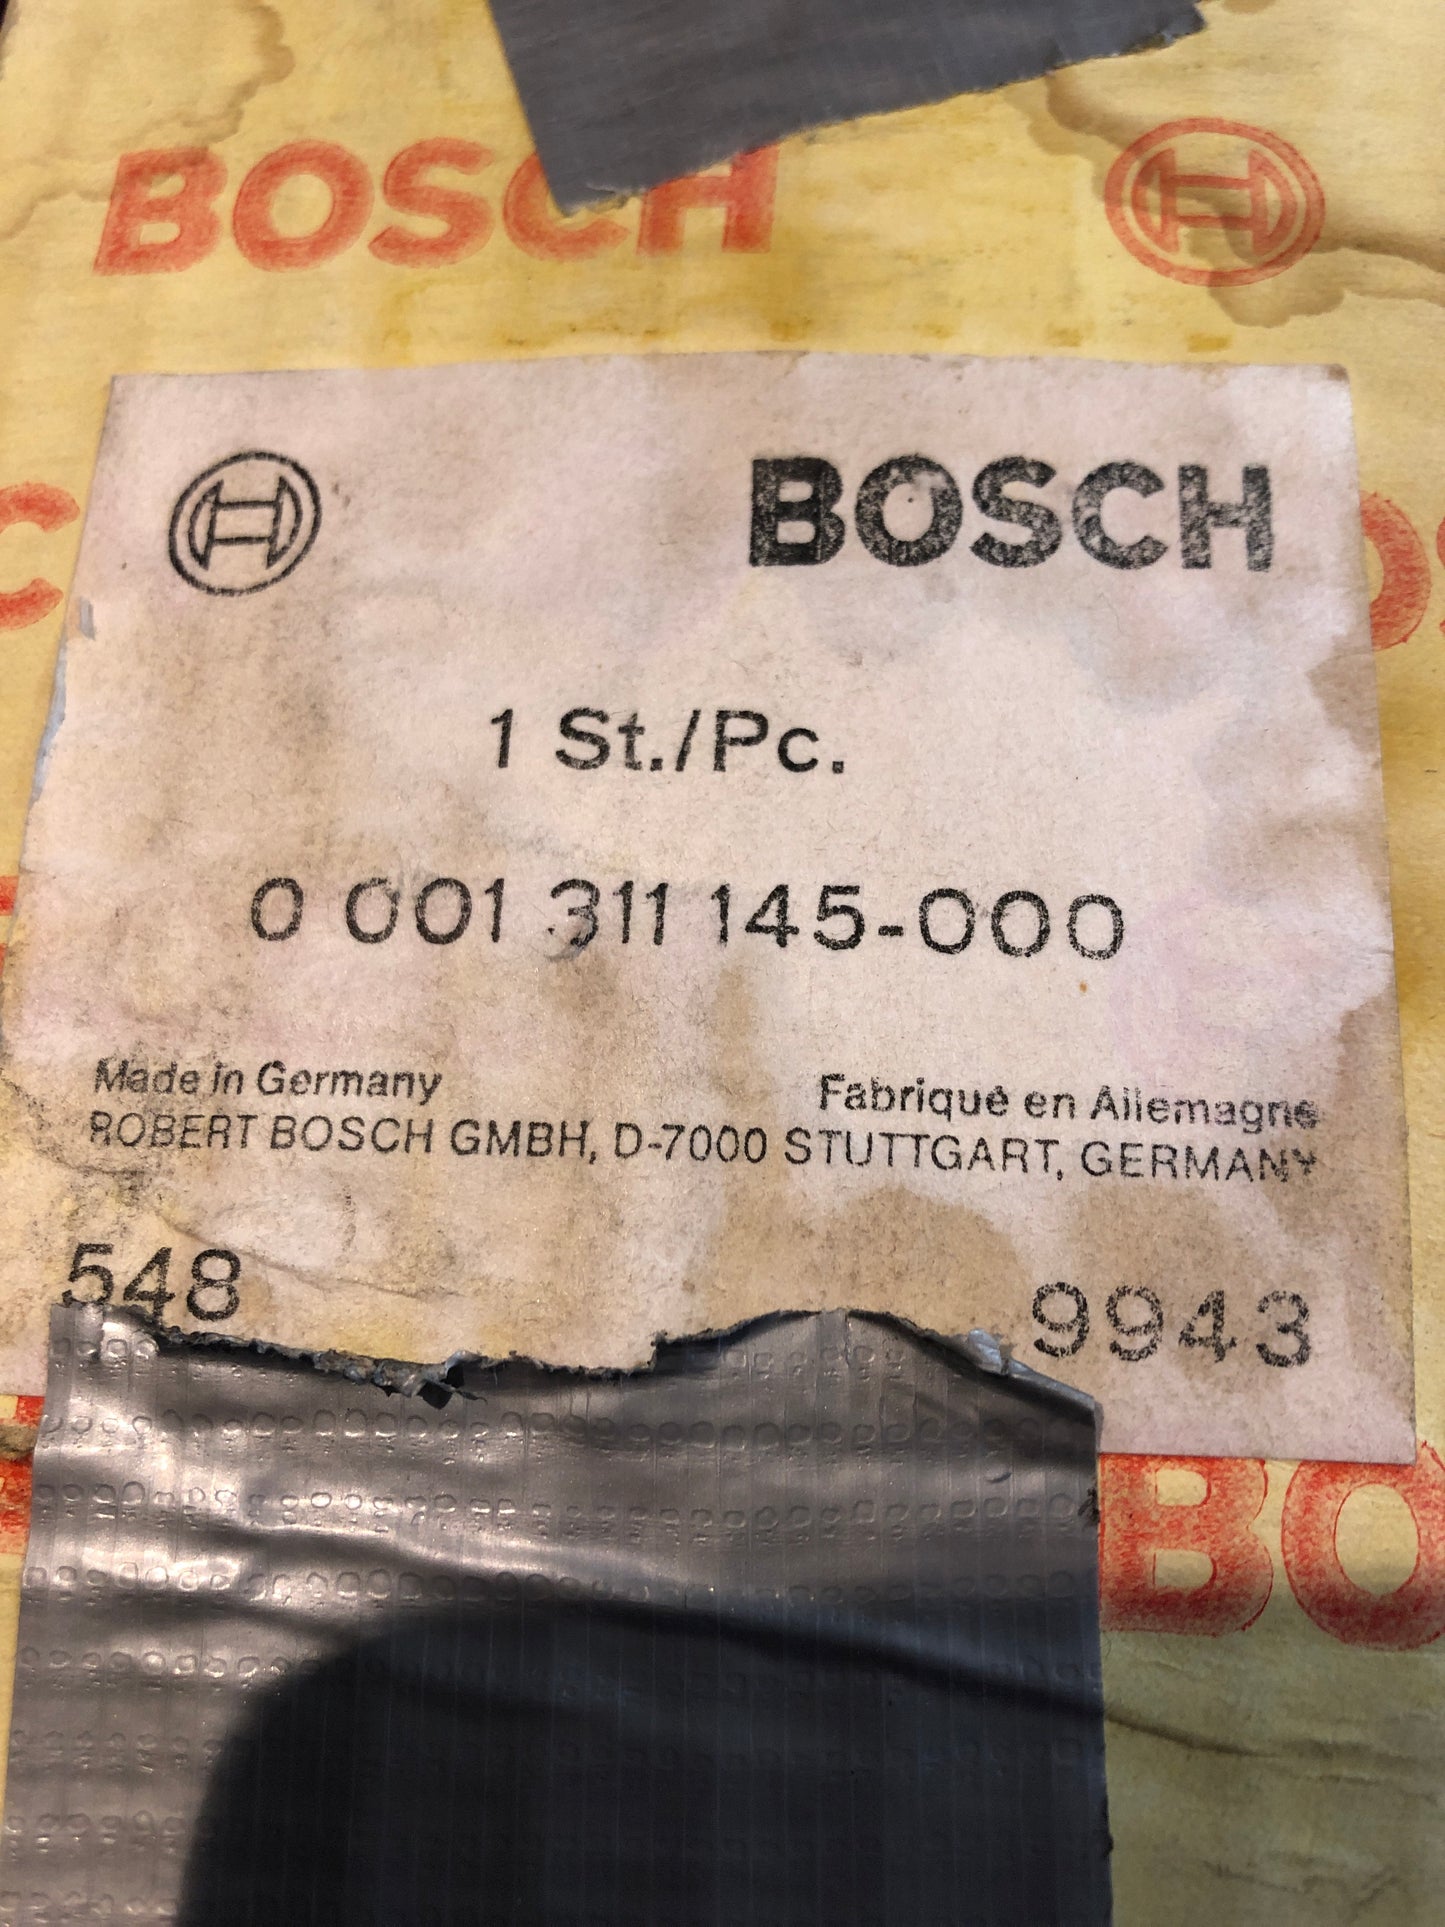 BOSCH
BOSCH
1 St./Pc.
0 001 311 145-000
Made in Germany
Fabriqué en Allemagne
ROBERT BOSCH GMBH, D-7000 STUTTGART, GERMANY
548
9943
BO